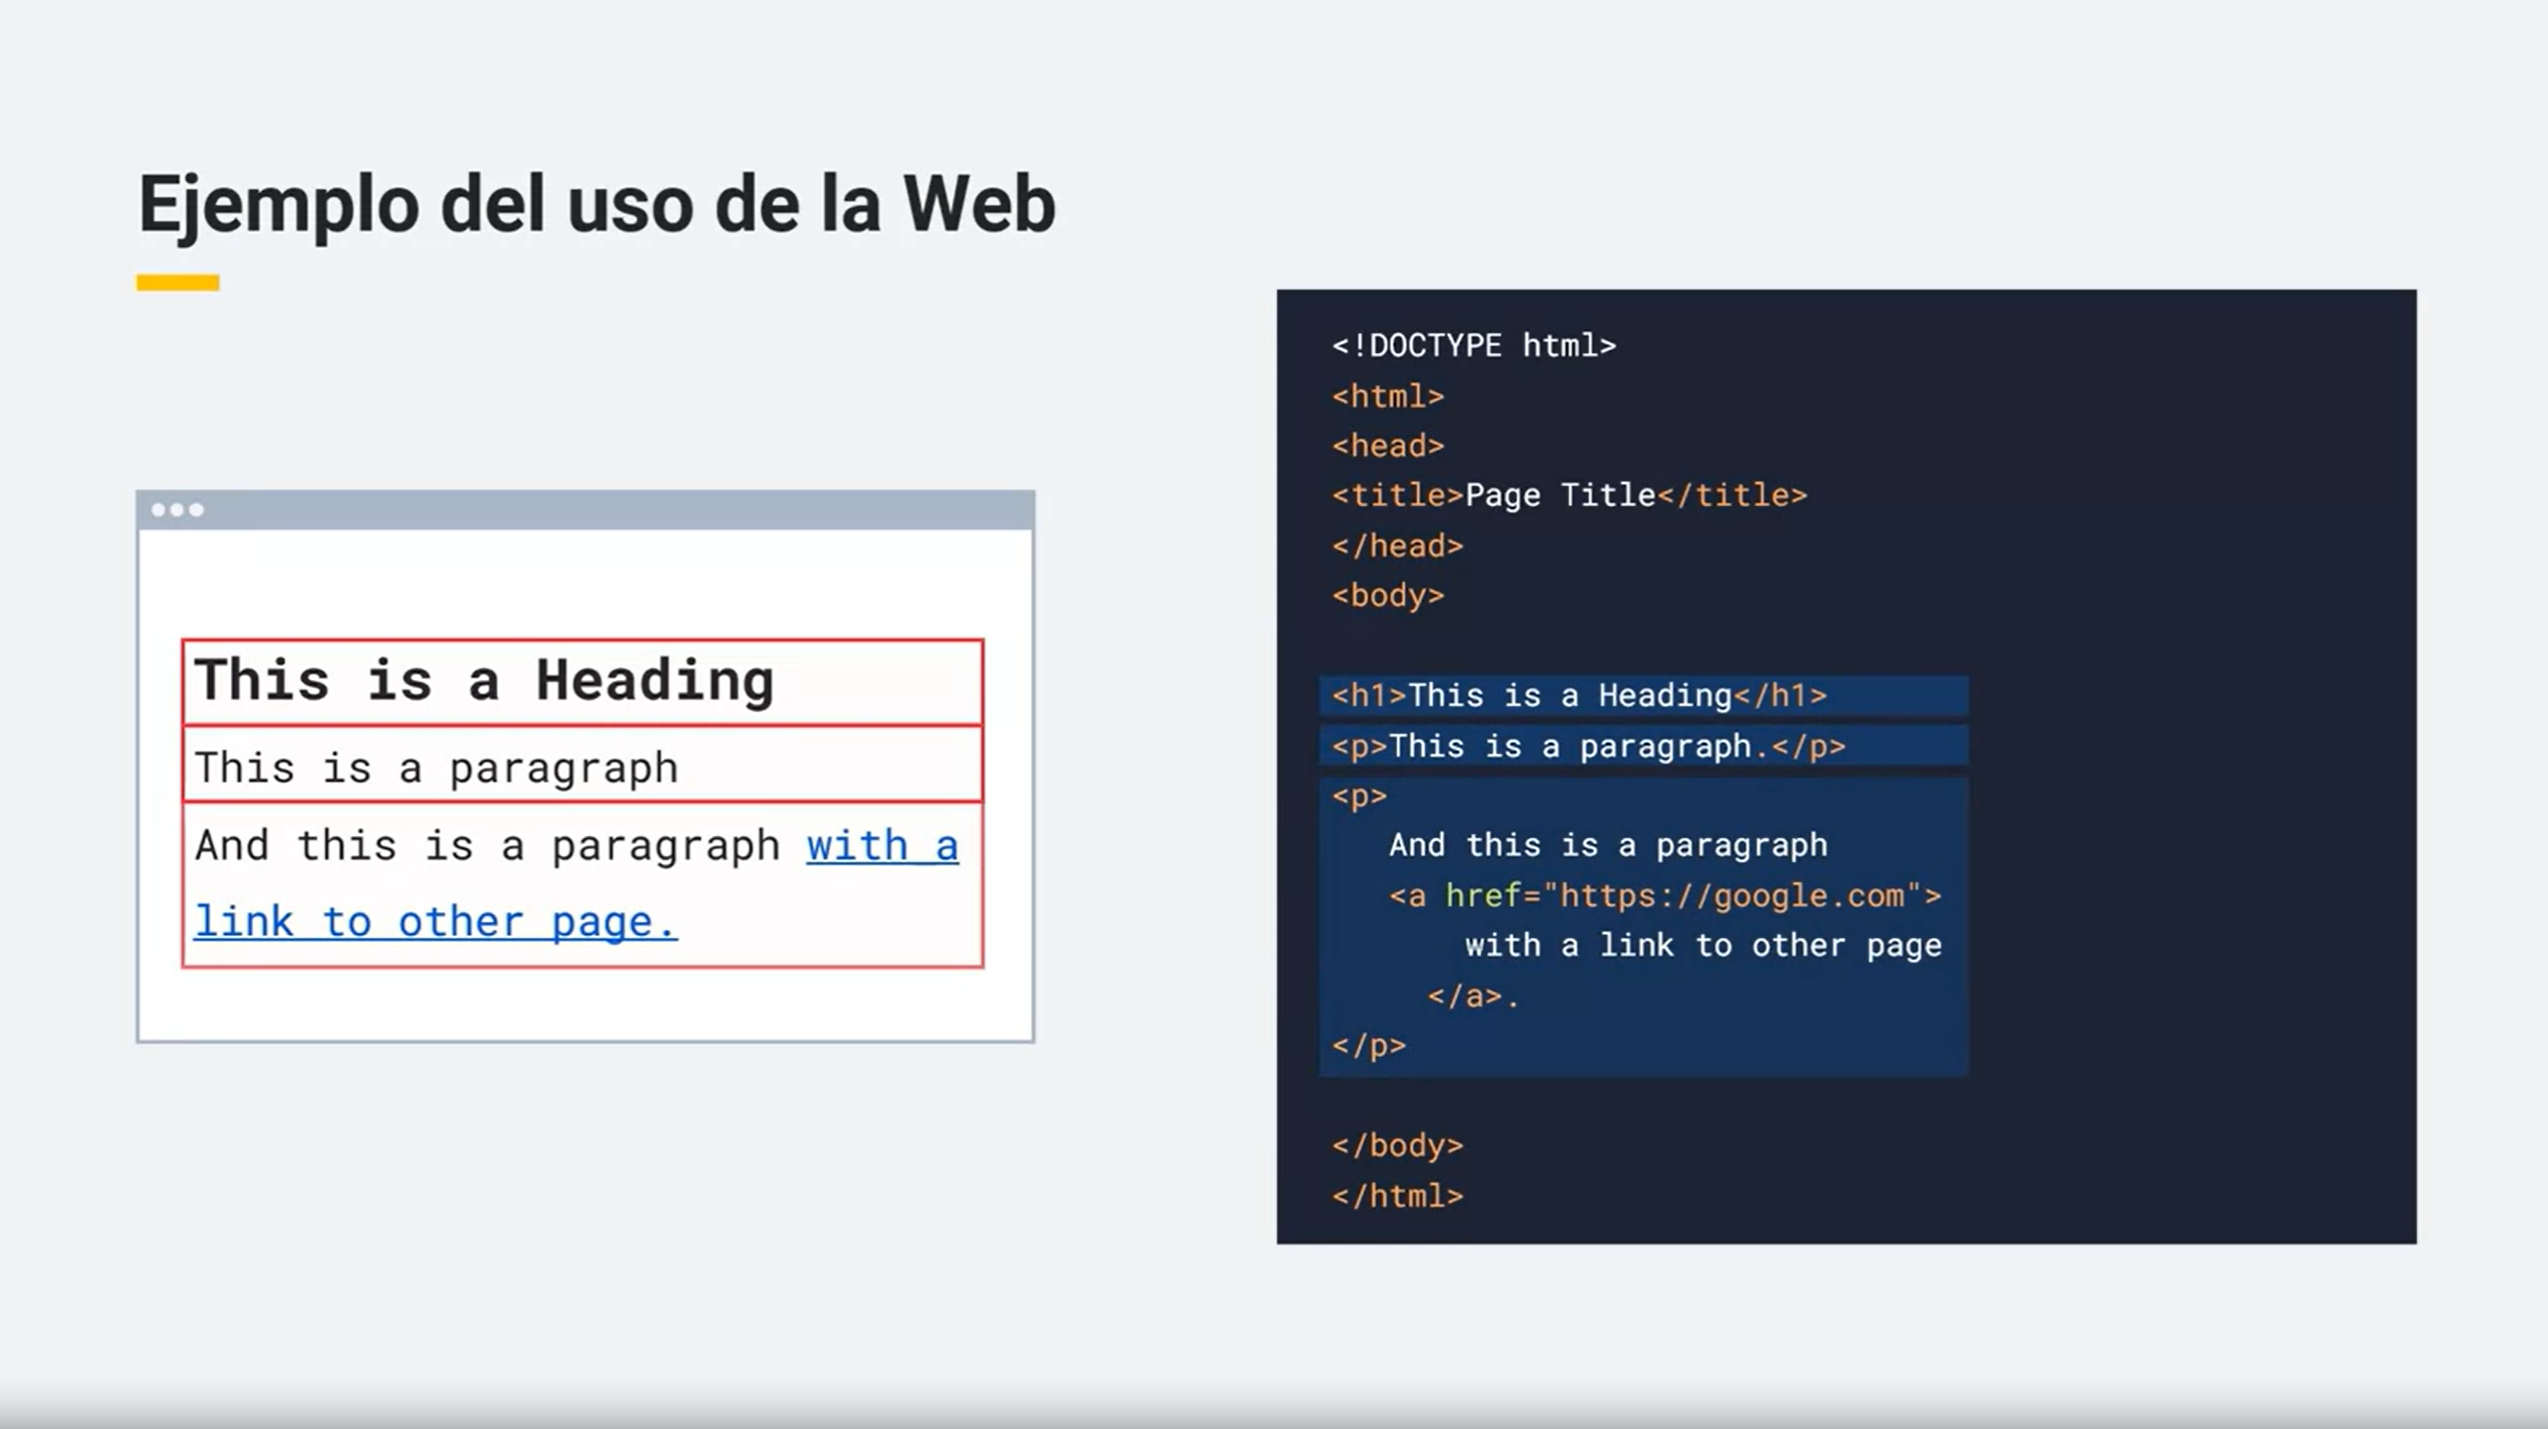 Ejemplo del uso de la Web
This is a Heading
This is a paragraph
And this is a paragraph with a
link to other page.
<!DOCTYPE html>
<html>
<head>
<title>Page Title</title>
</head>
<body>
<h1>This is a Heading</h1>
<p>This is a paragraph.</p>
<p>
And this is a paragraph
<a href="https://google.com">
with a link to other page
</a>.
</p>
</body>
</html>